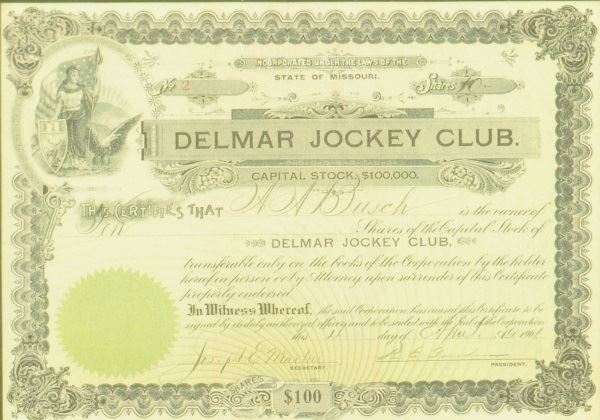 INCORPORATED UNDER THE LAWS OF THE
STATE OF MISSOURI.
No 2
Shares 10
DELMAR JOCKEY CLUB.
CAPITAL STOCK, $100,000.
THIS CERTIFIES THAT A A Busch is the owner of
Ten Shares of the Capital Stock of
DELMAR JOCKEY CLUB,
transferable only on the books of the Corporation by the holder
hereof in person or by Attorney upon surrender of this Certificate
properly endorsed.
In Witness Whereof, the said Corporation has caused this Certificate to be
signed by its duly authorized officers and to be sealed with the Seal of the Corporation
this day of April 190
Joseph E
SECRETARY.
PRESIDENT.
SHARES $100